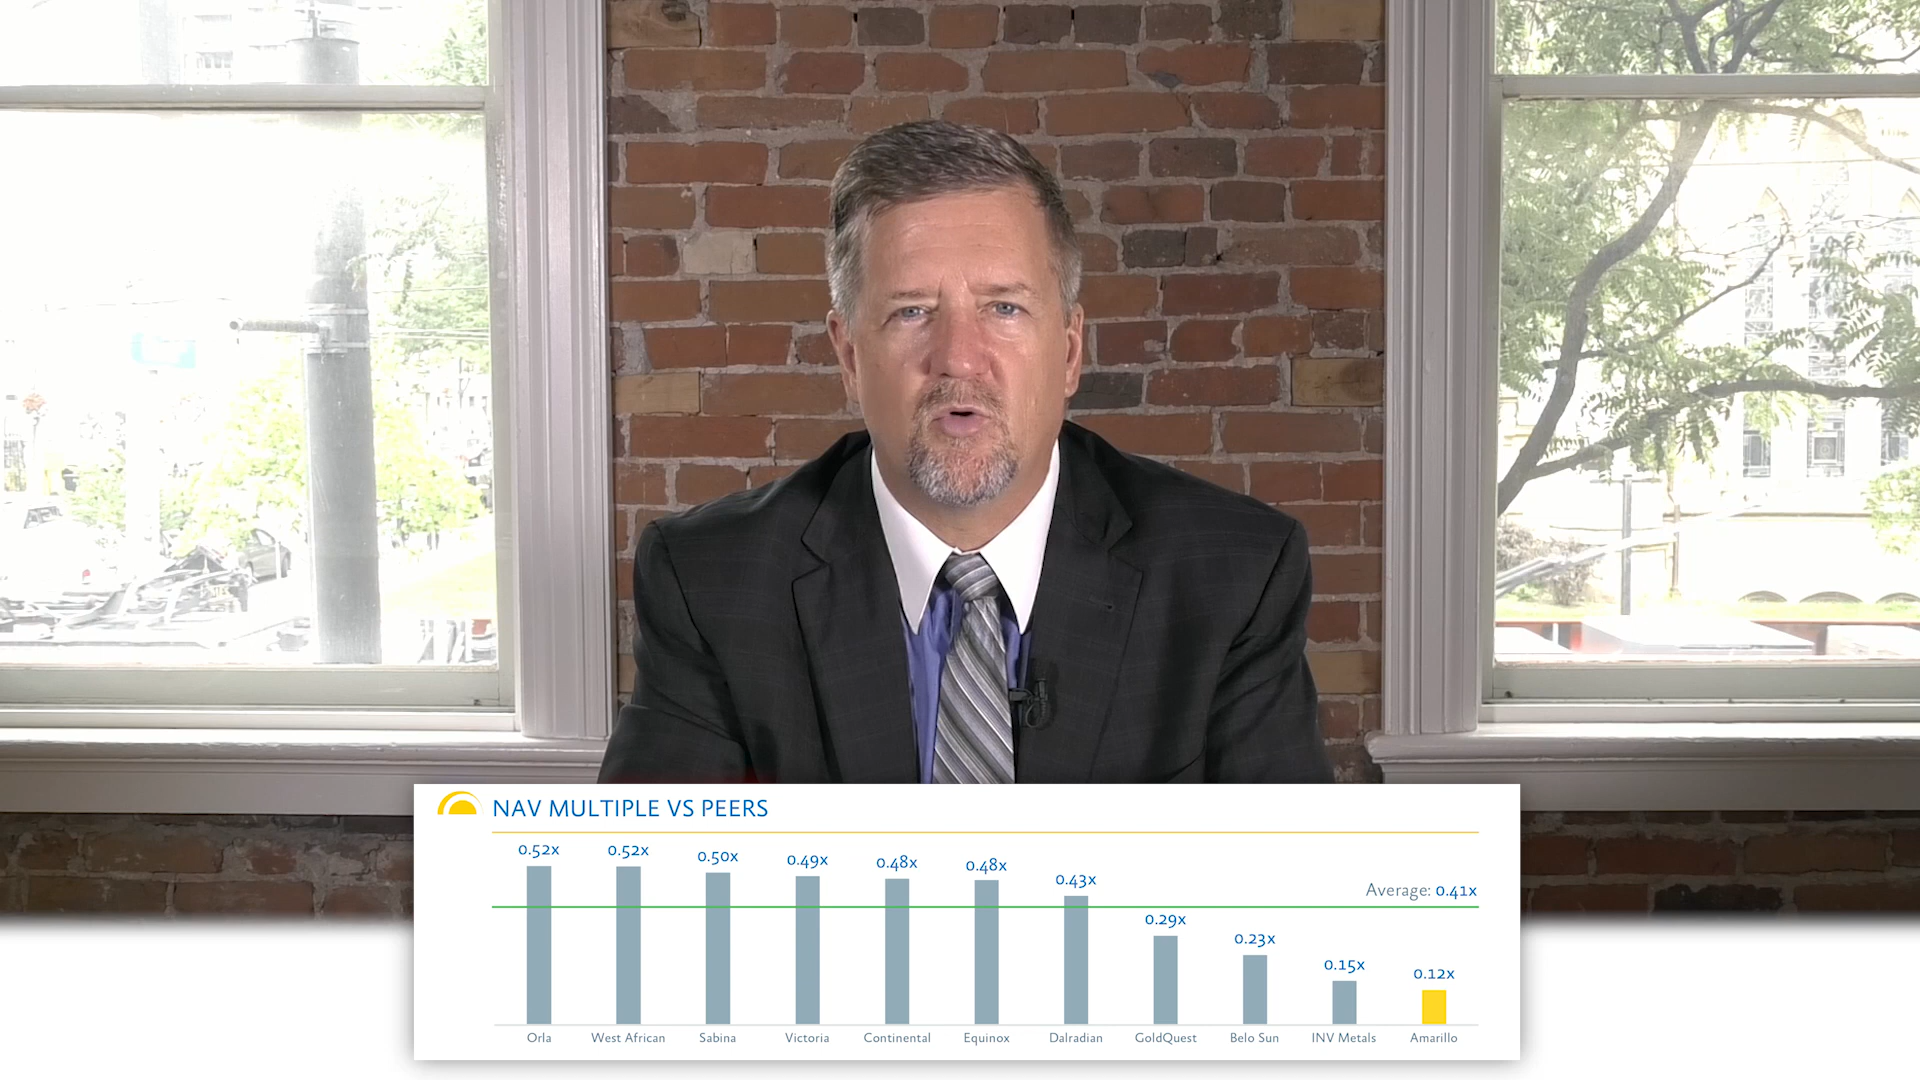 NAV MULTIPLE VS PEERS
0.52x 0.52x 0.50x 0.49x 0.48x 0.48x 0.43x 0.29x 0.23x 0.15x 0.12x
Average: 0.41x
Orla West African Sabina Victoria Continental Equinox Dalradian GoldQuest Belo Sun INV Metals Amarillo